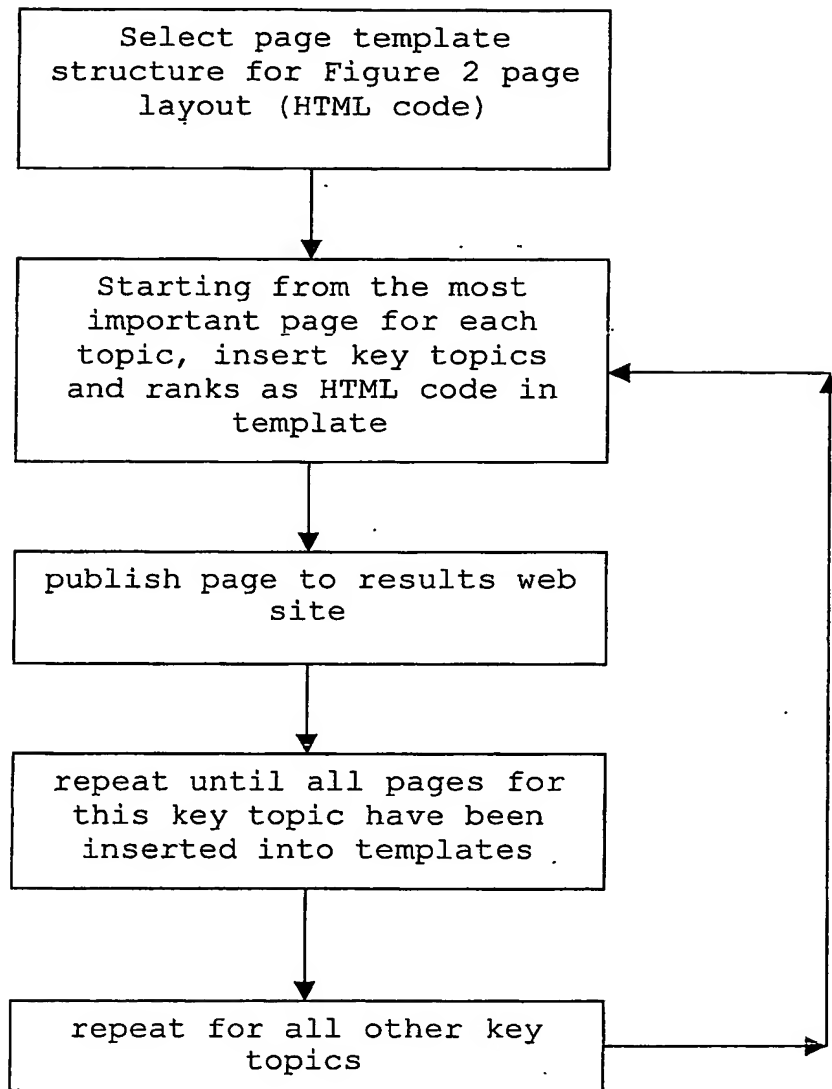 Select page template
structure for Figure 2 page
layout (HTML code)
Starting from the most
important page for each
topic, insert key topics
and ranks as HTML code in
template
publish page to results web
site
repeat until all pages for
this key topic have been
inserted into templates
repeat for all other key
topics